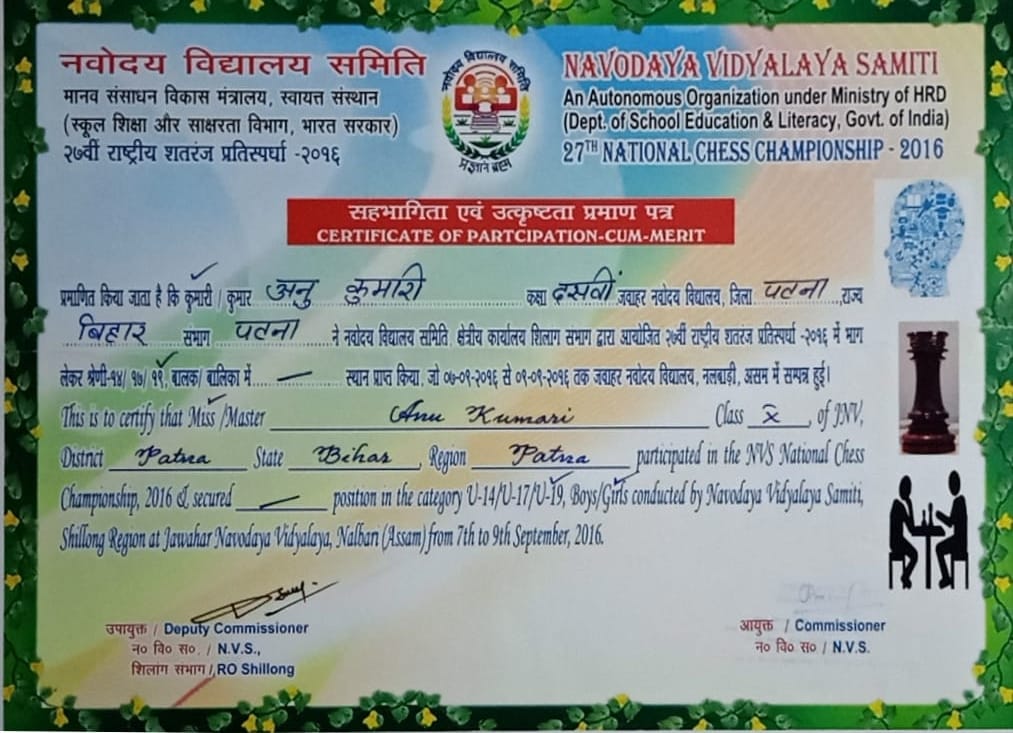 नवोदय विद्यालय समिति
मानव संसाधन विकास मंत्रालय, स्वायत्त संस्थान
(स्कूल शिक्षा और साक्षरता विभाग, भारत सरकार)
२७वीं राष्ट्रीय शतरंज प्रतिस्पर्धा -२०१६
नवोदय विद्यालय समिति
प्रज्ञानं ब्रह्म
NAVODAYA VIDYALAYA SAMITI
An Autonomous Organization under Ministry of HRD
(Dept. of School Education & Literacy, Govt. of India)
27TH NATIONAL CHESS CHAMPIONSHIP - 2016
सहभागिता एवं उत्कृष्टता प्रमाण पत्र
CERTIFICATE OF PARTCIPATION-CUM-MERIT
प्रमाणित किया जाता है कि कुमारी / कुमार अनु कुमारी कक्षा दसवीं जवाहर नवोदय विद्यालय, जिला पटना, राज्य
बिहार संभाग पटना ने नवोदय विद्यालय समिति, क्षेत्रीय कार्यालय शिलाग संभाग द्वारा आयोजित २७वीं राष्ट्रीय शतरंज प्रतिस्पर्धा -२०१६ में भाग
लेकर श्रेणी-१४/ १७/ १९, बालक/ बालिका में — स्थान प्राप्त किया, जो ०७-०९-२०१६ से ०९-०९-२०१६ तक जवाहर नवोदय विद्यालय, नलबाड़ी, असम में सम्पन्न हुई।
This is to certify that Miss /Master Anu Kumari Class X, of JNV,
District Patna State Bihar, Region Patna participated in the NVS National Chess
Championship, 2016 & secured — position in the category U-14/U-17/U-19, Boys/Girls conducted by Navodaya Vidyalaya Samiti,
Shillong Region at Jawahar Navodaya Vidyalaya, Nalbari (Assam) from 7th to 9th September, 2016.
उपायुक्त / Deputy Commissioner
न० वि० स०. / N.V.S.,
शिलांग संभाग / RO Shillong
आयुक्त / Commissioner
न० वि० स० / N.V.S.